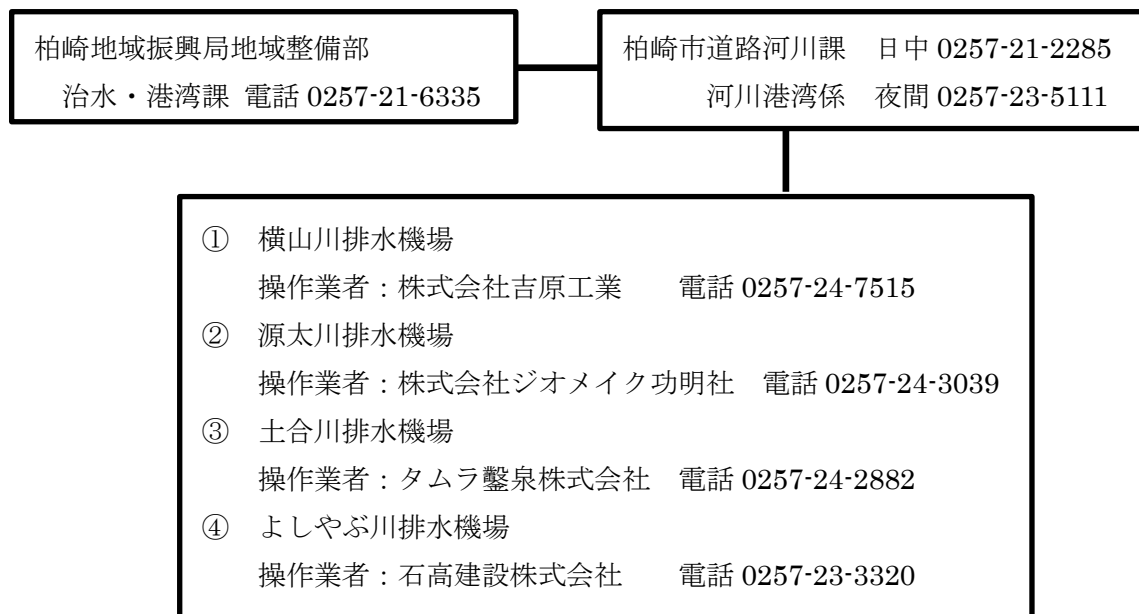 柏崎地域振興局地域整備部
治水・港湾課 電話 0257-21-6335
柏崎市道路河川課　日中 0257-21-2285
河川港湾係　夜間 0257-23-5111
①　横山川排水機場
操作業者：株式会社吉原工業　　電話 0257-24-7515
②　源太川排水機場
操作業者：株式会社ジオメイク功明社　電話 0257-24-3039
③　土合川排水機場
操作業者：タムラ鑿泉株式会社　電話 0257-24-2882
④　よしやぶ川排水機場
操作業者：石高建設株式会社　　電話 0257-23-3320